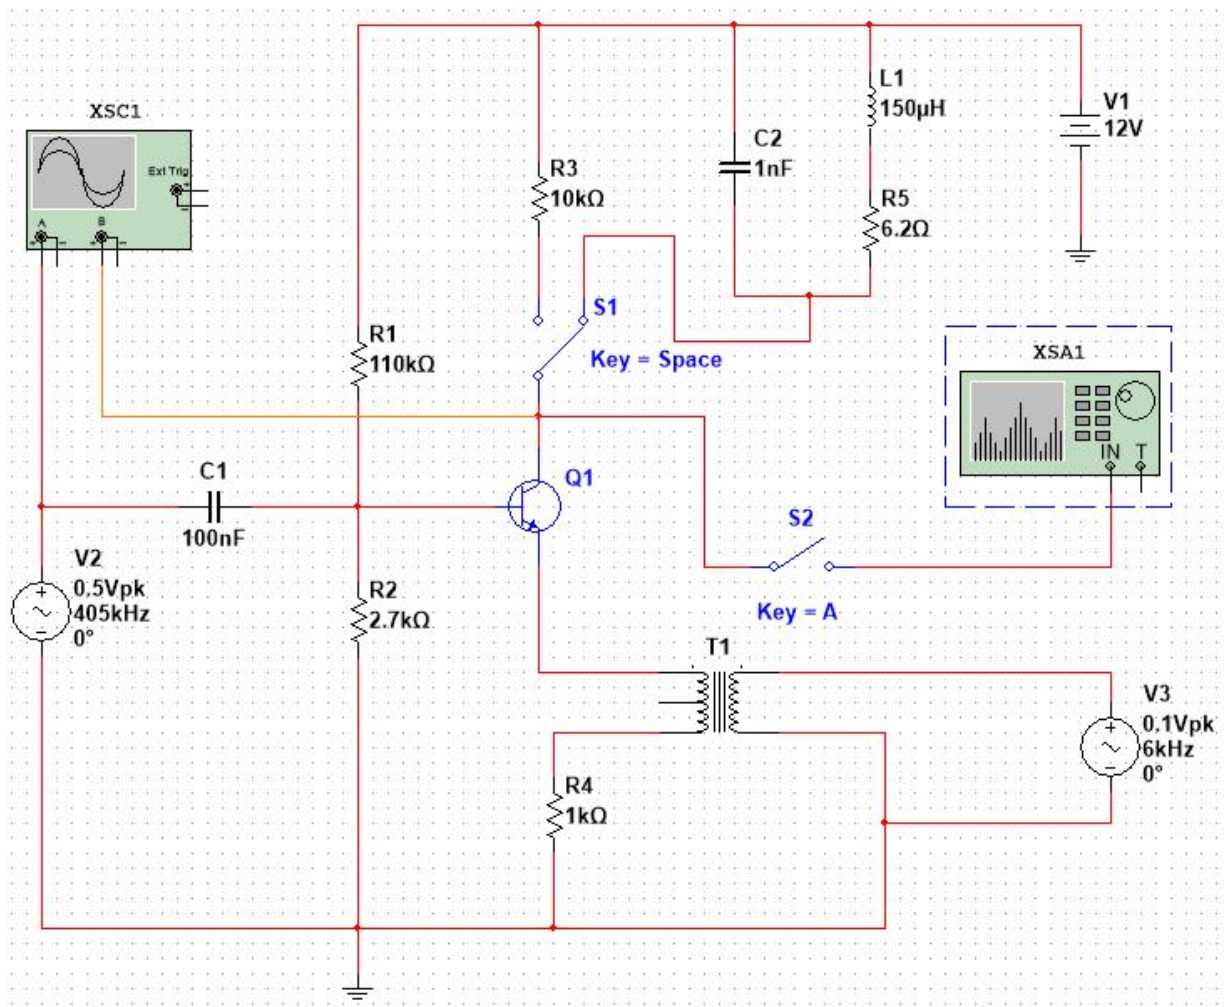 XSC1
Ext Trig
A
B
R3
10kΩ
C2
1nF
L1
150µH
R5
6.2Ω
V1
12V
S1
Key = Space
R1
110kΩ
XSA1
IN T
C1
100nF
Q1
S2
Key = A
V2
0.5Vpk
405kHz
0°
R2
2.7kΩ
T1
V3
0.1Vpk
6kHz
0°
R4
1kΩ